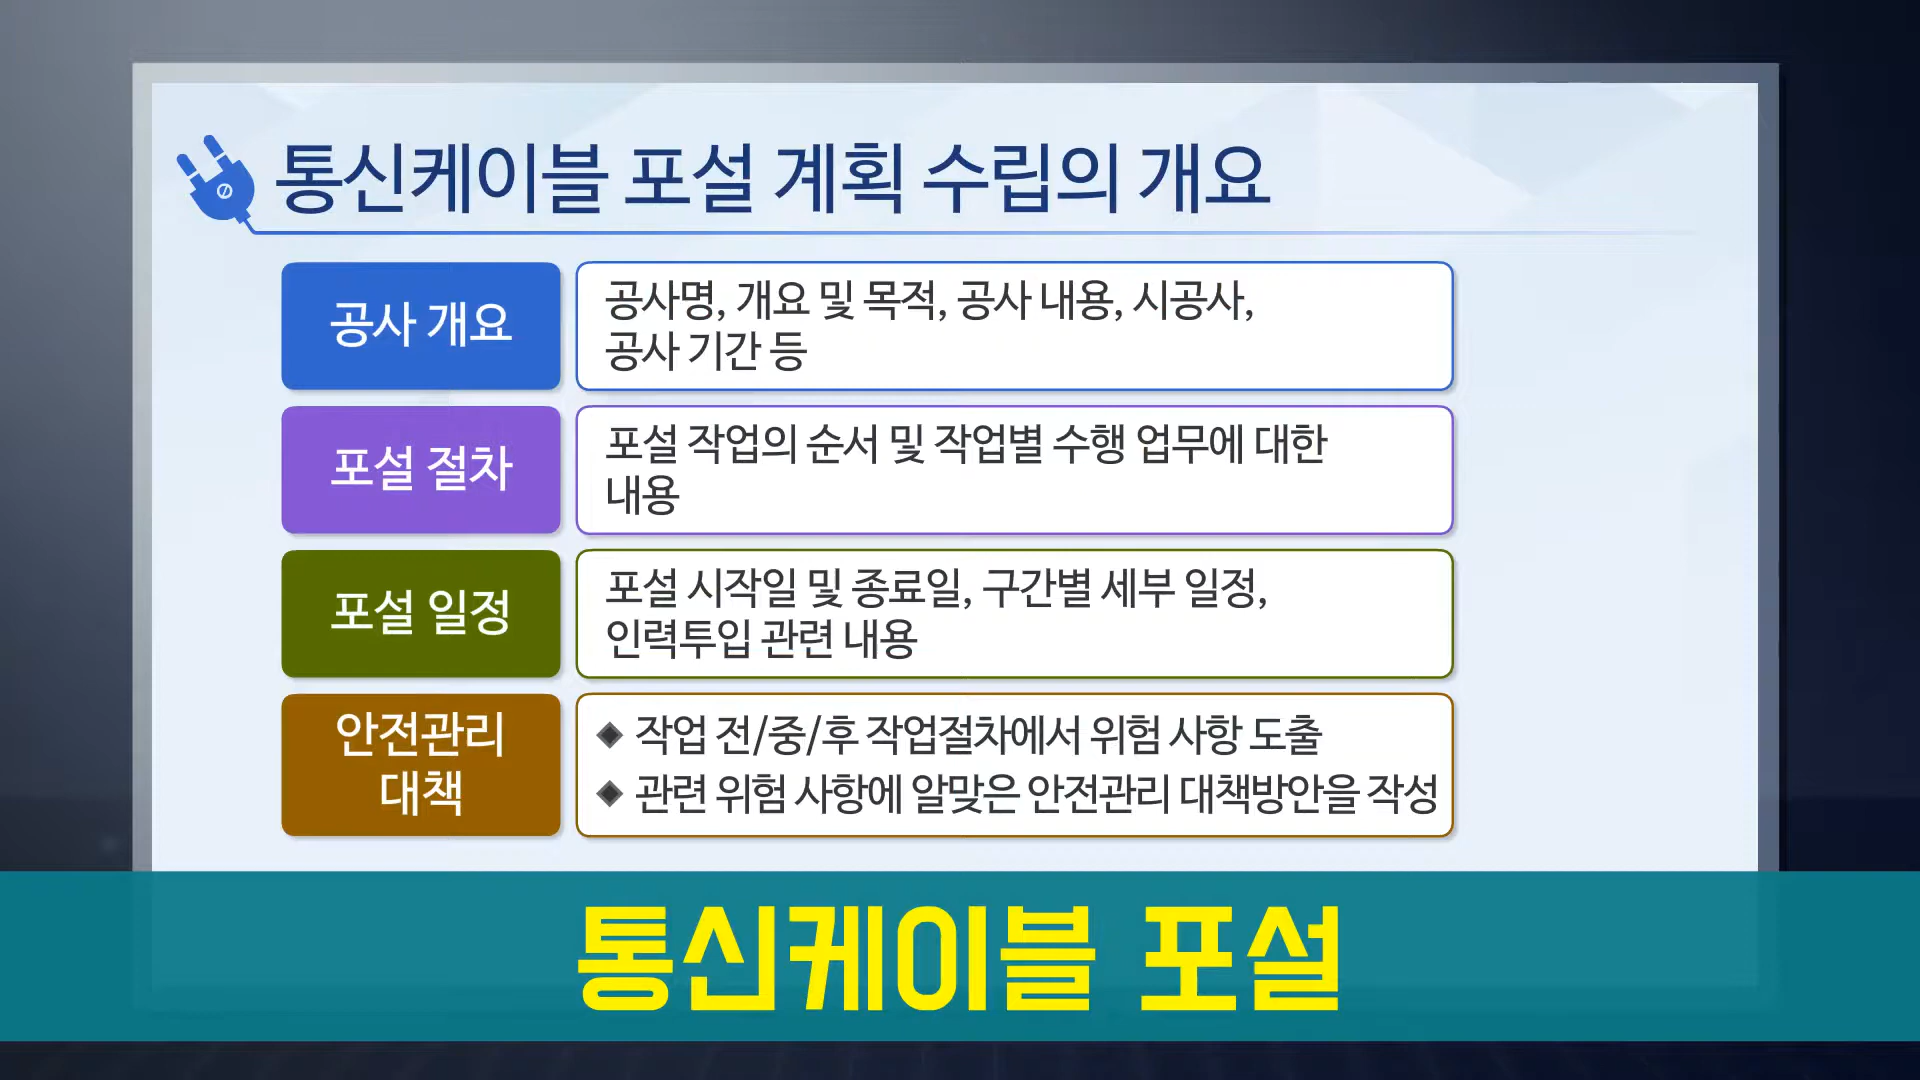 통신케이블 포설 계획 수립의 개요
공사 개요
공사명, 개요 및 목적, 공사 내용, 시공사,
공사 기간 등
포설 절차
포설 작업의 순서 및 작업별 수행 업무에 대한
내용
포설 일정
포설 시작일 및 종료일, 구간별 세부 일정,
인력투입 관련 내용
안전관리
대책
◆ 작업 전/중/후 작업절차에서 위험 사항 도출
◆ 관련 위험 사항에 알맞은 안전관리 대책방안을 작성
통신케이블 포설